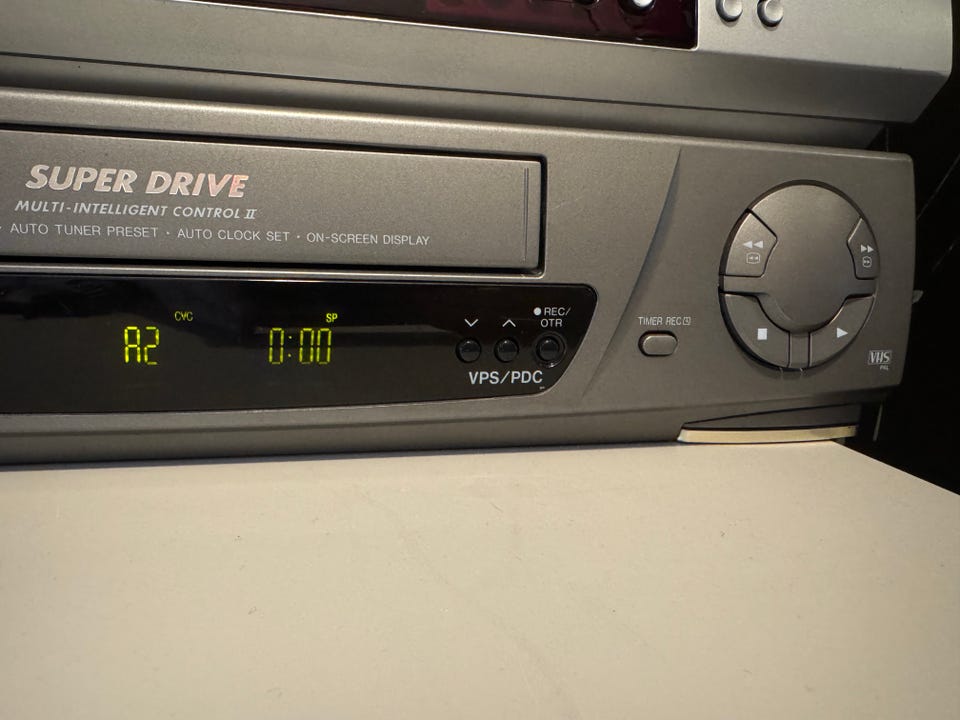 SUPER DRIVE
MULTI-INTELLIGENT CONTROL II
· AUTO TUNER PRESET · AUTO CLOCK SET · ON-SCREEN DISPLAY
CVC
SP
A2
0:00
● REC/
OTR
VPS/PDC
TIMER REC
VHS
PAL